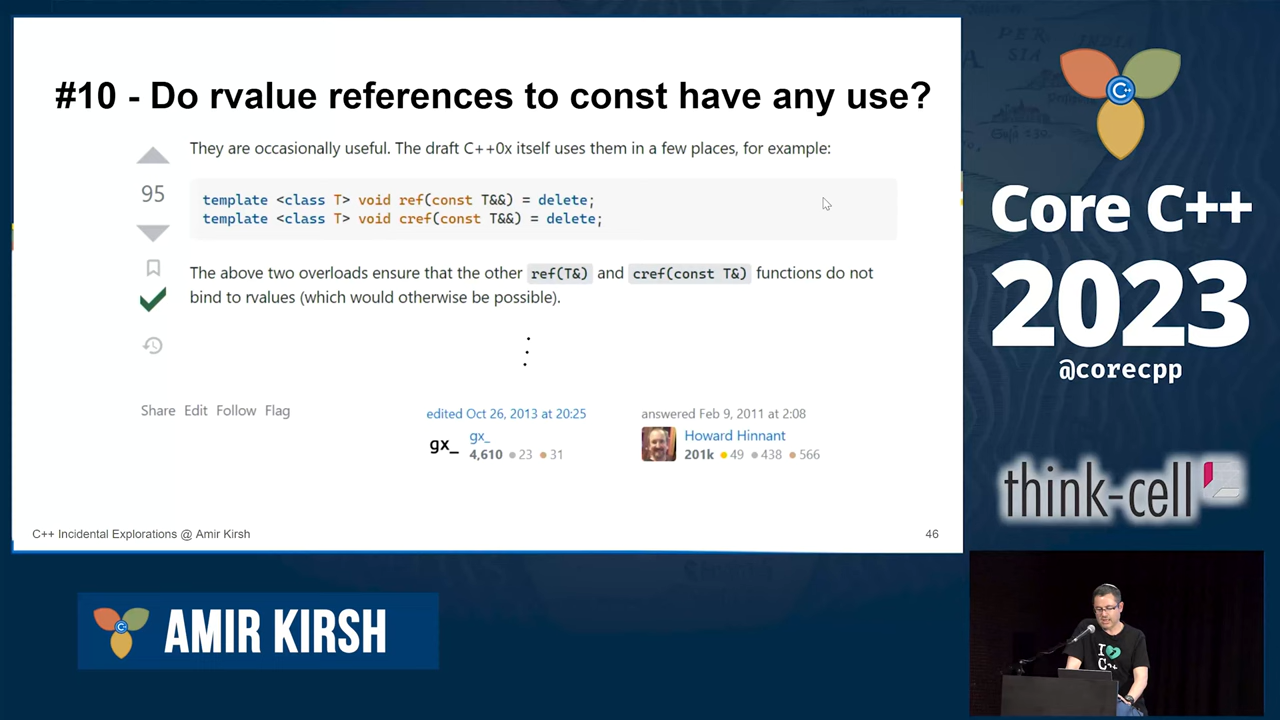 #10 - Do rvalue references to const have any use?
They are occasionally useful. The draft C++0x itself uses them in a few places, for example:
95
template <class T> void ref(const T&&) = delete;
template <class T> void cref(const T&&) = delete;
The above two overloads ensure that the other ref(T&) and cref(const T&) functions do not
bind to rvalues (which would otherwise be possible).
Share Edit Follow Flag
edited Oct 26, 2013 at 20:25
gx_
gx_
4,610 23 31
answered Feb 9, 2011 at 2:08
Howard Hinnant
201k 49 438 566
C++ Incidental Explorations @ Amir Kirsh
46
C++
Core C++
2023
@corecpp
think-cell
C++
AMIR KIRSH
I
C++